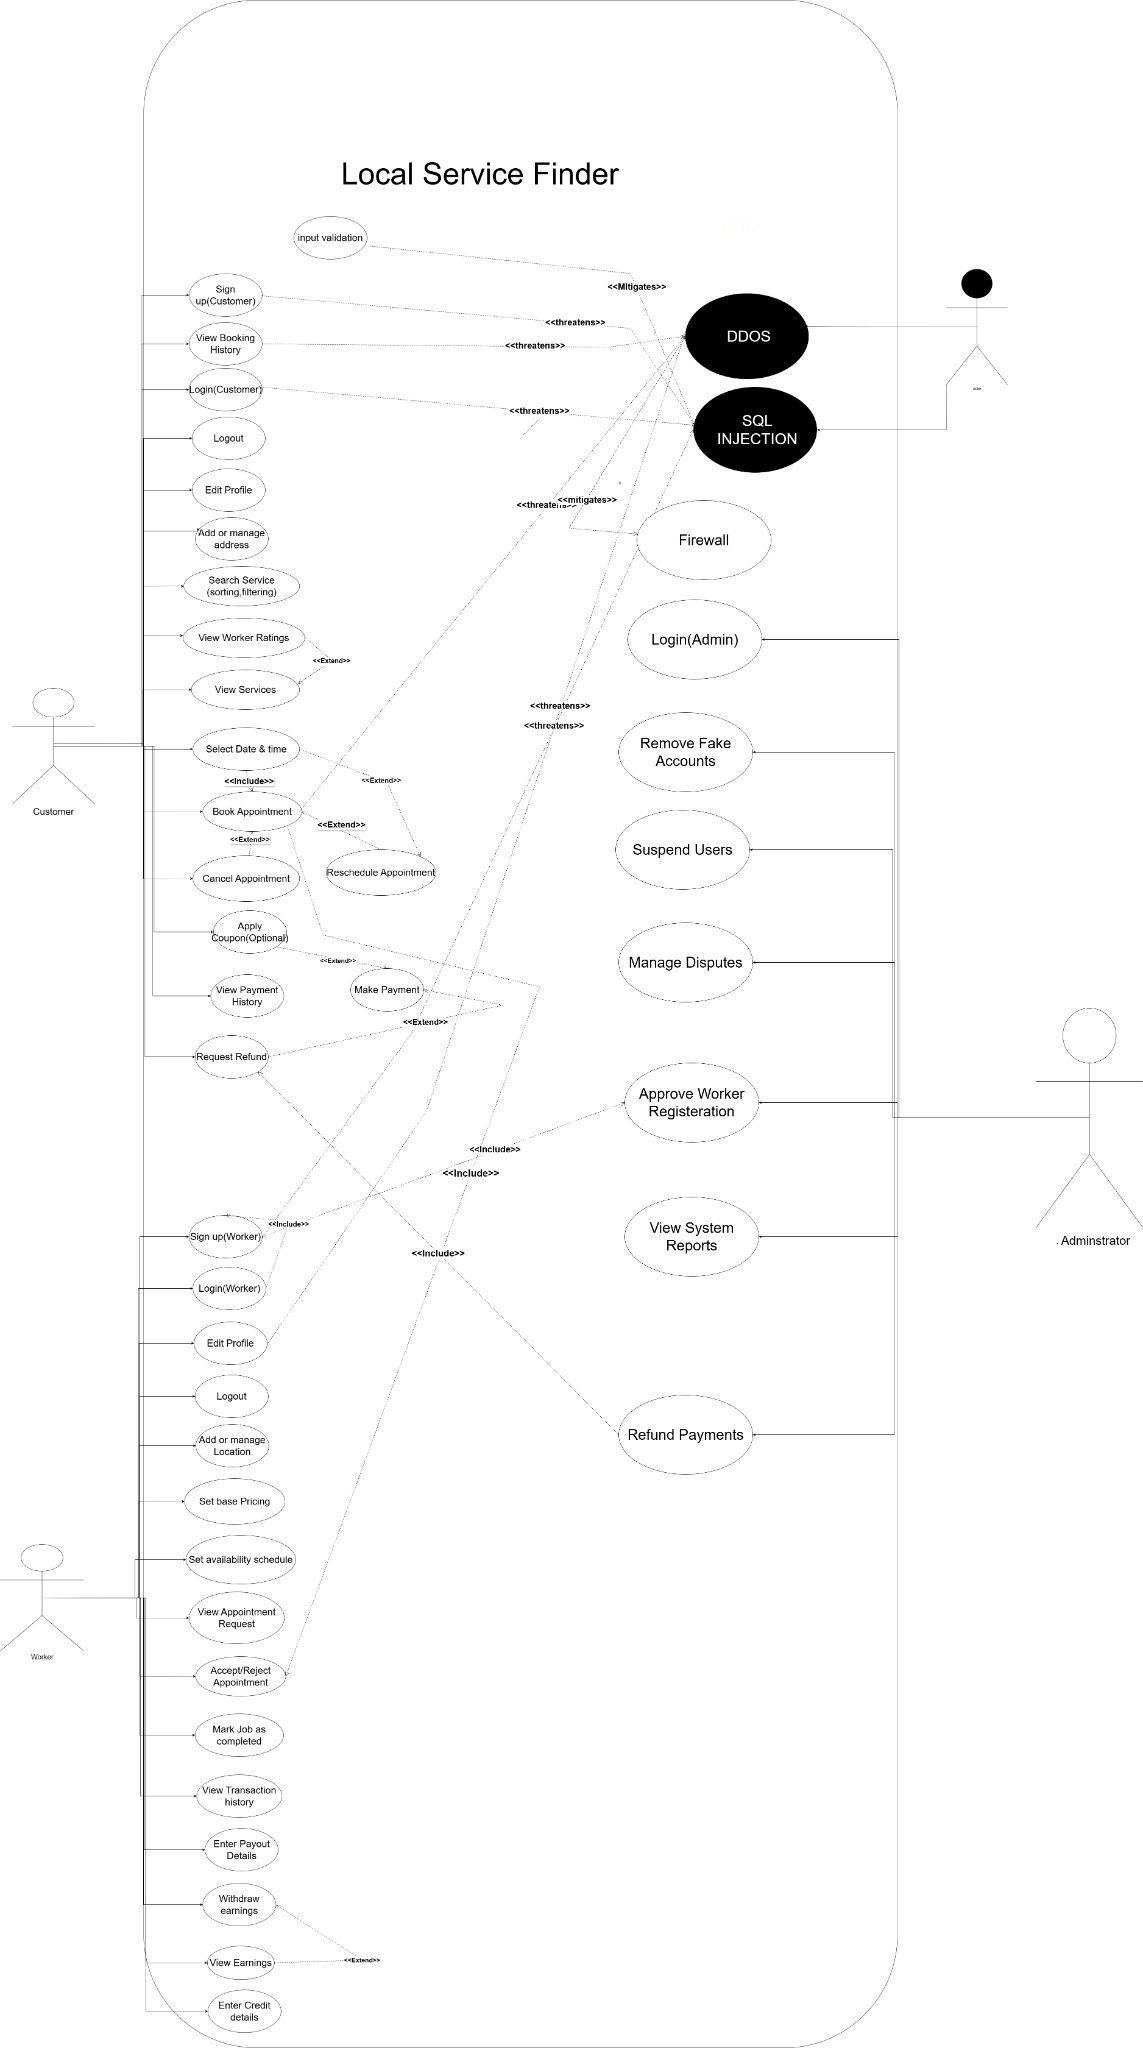 Local Service Finder
input validation
<<Mitigates>>
Sign
up(Customer)
<<threatens>>
DDOS
View Booking
History
<<threatens>>
Login(Customer)
<<threatens>>
SQL
INJECTION
Logout
Edit Profile
<<threatens>>
<<mitigates>>
Add or manage
address
Firewall
Search Service
(sorting,filtering)
View Worker Ratings
Login(Admin)
<<Extend>>
View Services
<<threatens>>
<<threatens>>
Select Date & time
Remove Fake
Accounts
<<Include>>
<<Extend>>
Book Appointment
Customer
<<Extend>>
<<Extend>>
Suspend Users
Cancel Appointment
Reschedule Appointment
Apply
Coupon(Optional)
<<Extend>>
Manage Disputes
Make Payment
View Payment
History
<<Extend>>
Request Refund
Approve Worker
Registeration
<<Include>>
<<Include>>
<<Include>>
Sign up(Worker)
View System
Reports
. Adminstrator
<<Include>>
Login(Worker)
Edit Profile
Logout
Refund Payments
Add or manage
Location
Set base Pricing
Set availability schedule
View Appointment
Request
Worker
Accept/Reject
Appointment
Mark Job as
completed
View Transaction
history
Enter Payout
Details
Withdraw
earnings
View Earnings
<<Extend>>
Enter Credit
details